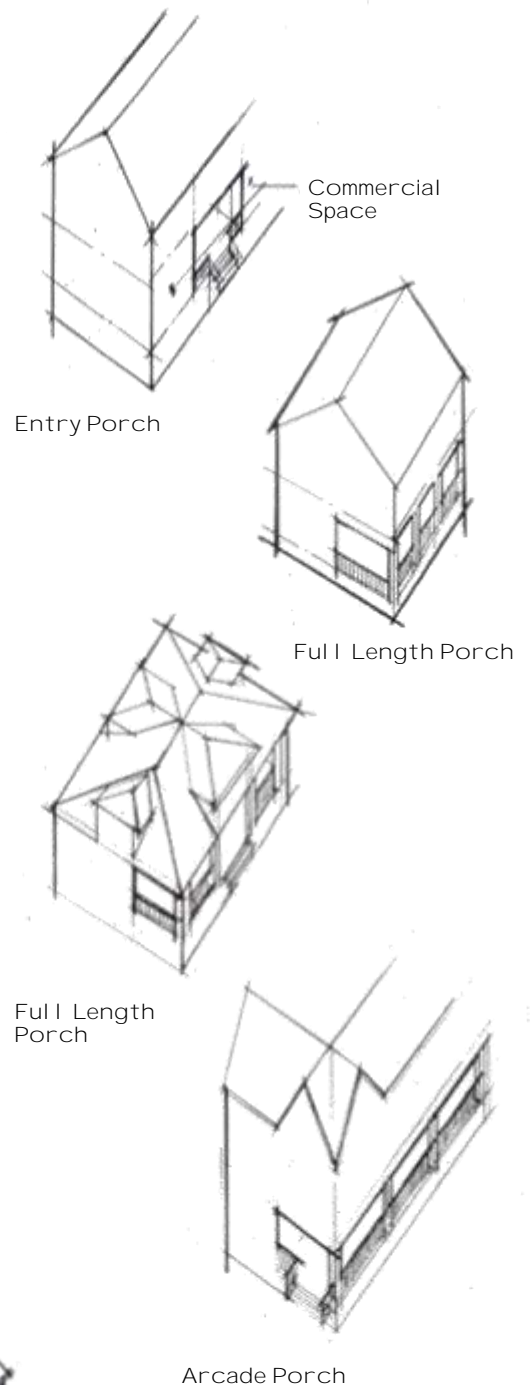 Commercial
Space
Entry Porch
Full Length Porch
Full Length
Porch
Arcade Porch